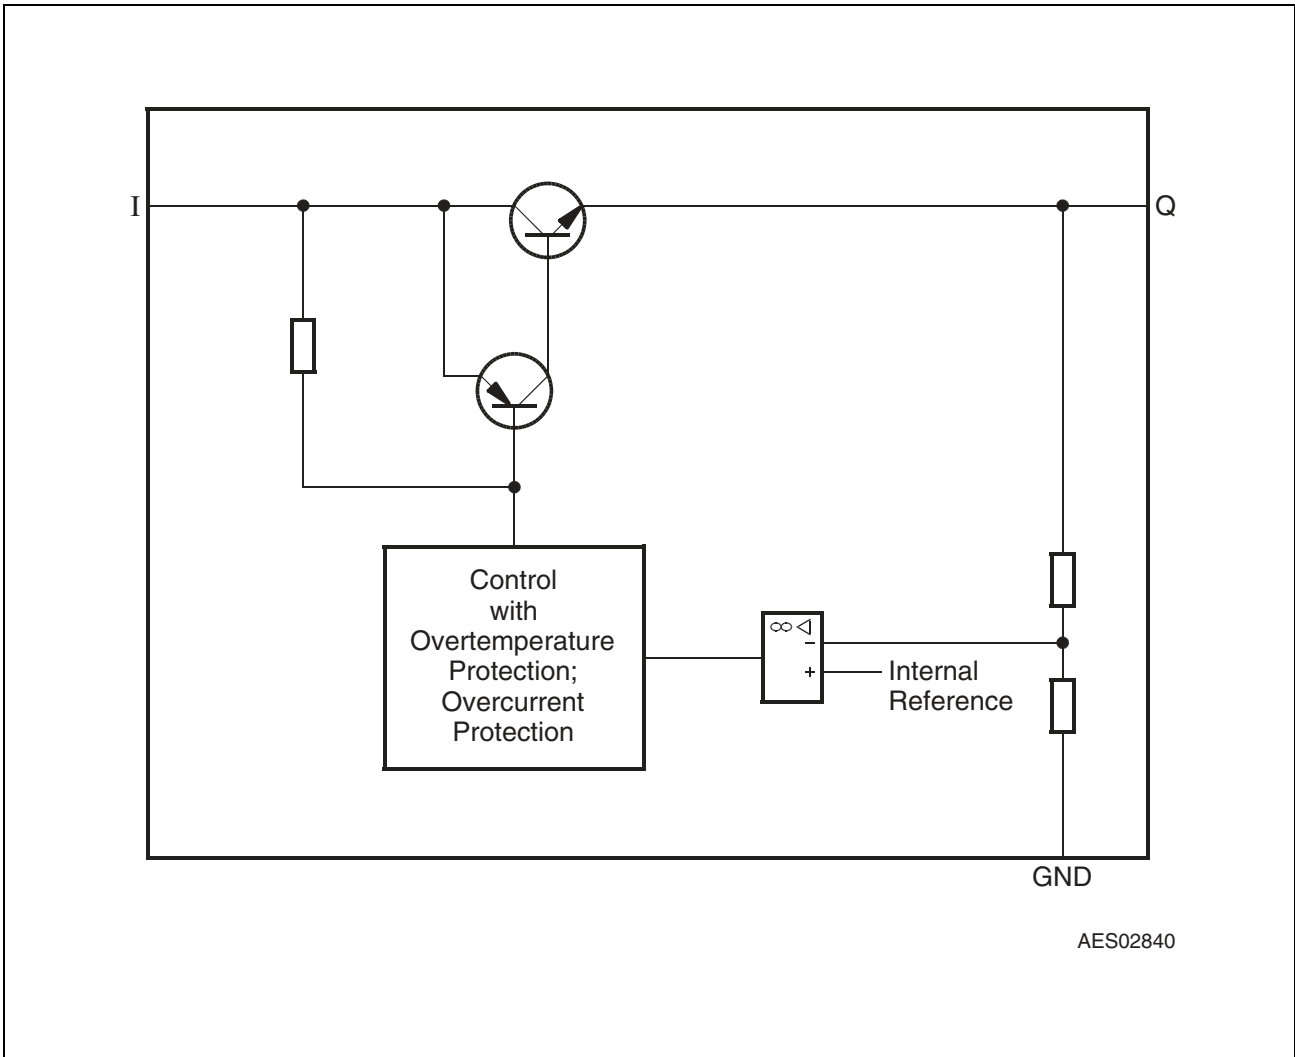 I
Q
Control
with
Overtemperature
Protection;
Overcurrent
Protection
∞ ◁
−
+
Internal
Reference
GND
AES02840